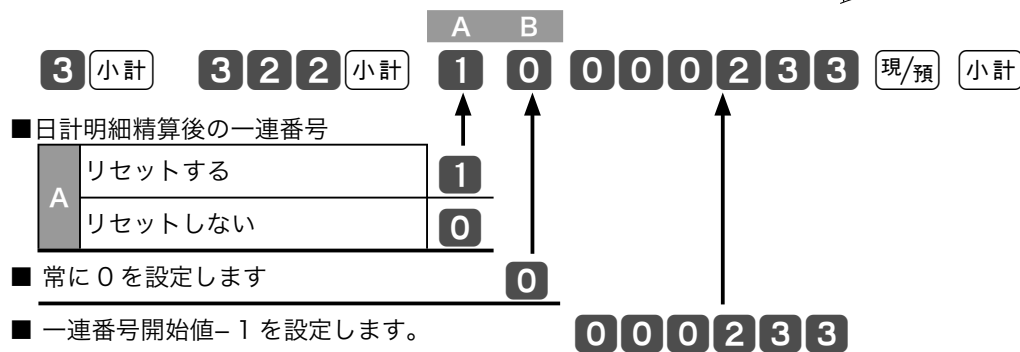 A B
3 小計 3 2 2 小計 1 0 0 0 0 2 3 3 現/預 小計
■日計明細精算後の一連番号
A リセットする 1
リセットしない 0
■ 常に 0 を設定します 0
■ 一連番号開始値− 1 を設定します。 0 0 0 2 3 3